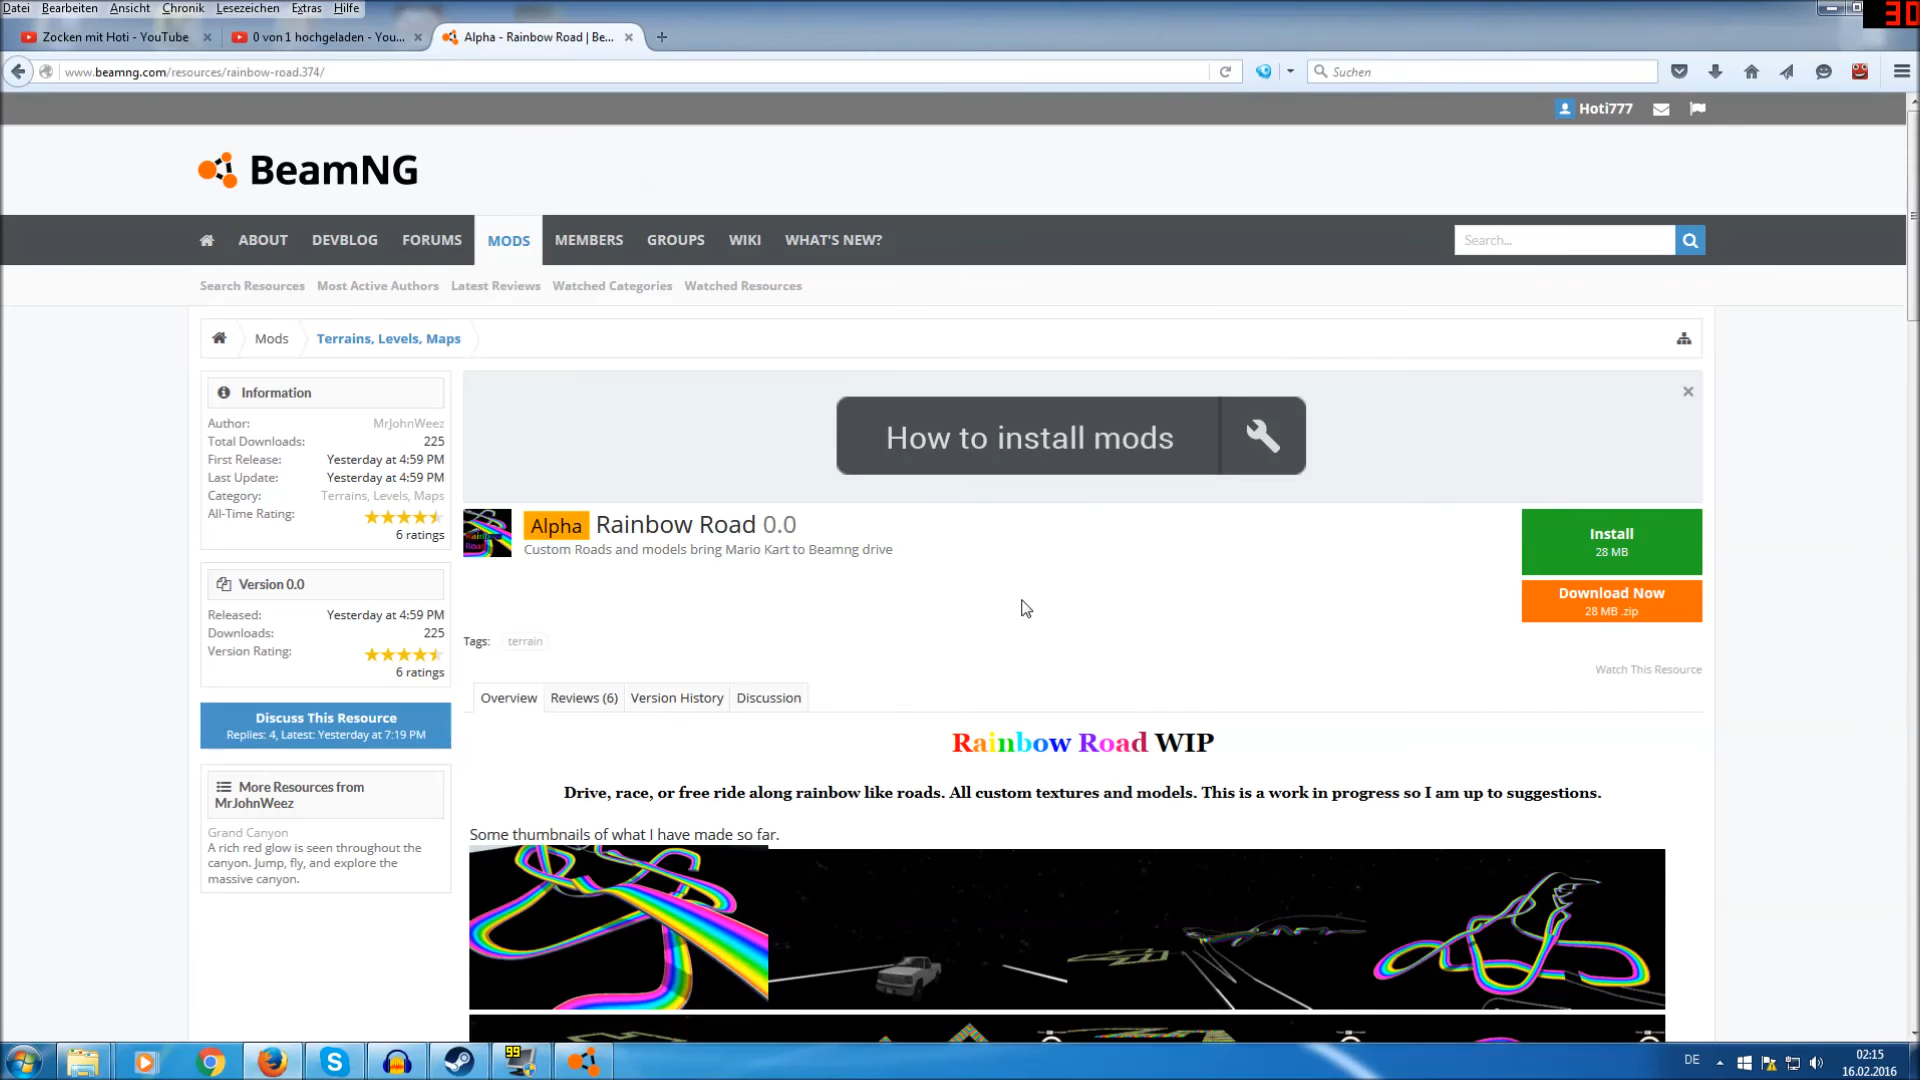 Datei Bearbeiten Ansicht Chronik Lesezeichen Extras Hilfe
30
Zocken mit Hoti - YouTube × 0 von 1 hochgeladen - You... × Alpha - Rainbow Road | Be... × +
www.beamng.com/resources/rainbow-road.374/ Suchen
Hoti777
BeamNG
ABOUT DEVBLOG FORUMS MODS MEMBERS GROUPS WIKI WHAT'S NEW? Search...
Search Resources Most Active Authors Latest Reviews Watched Categories Watched Resources
Mods Terrains, Levels, Maps
Information
Author: MrJohnWeez
Total Downloads: 225
First Release: Yesterday at 4:59 PM
Last Update: Yesterday at 4:59 PM
Category: Terrains, Levels, Maps
All-Time Rating:
6 ratings
Version 0.0
Released: Yesterday at 4:59 PM
Downloads: 225
Version Rating:
6 ratings
Discuss This Resource
Replies: 4, Latest: Yesterday at 7:19 PM
More Resources from
MrJohnWeez
Grand Canyon
A rich red glow is seen throughout the
canyon. Jump, fly, and explore the
massive canyon.
How to install mods
Alpha Rainbow Road 0.0
Custom Roads and models bring Mario Kart to Beamng drive
Install
28 MB
Download Now
28 MB .zip
Tags: terrain
Watch This Resource
Overview Reviews (6) Version History Discussion
Rainbow Road WIP
Drive, race, or free ride along rainbow like roads. All custom textures and models. This is a work in progress so I am up to suggestions.
Some thumbnails of what I have made so far.
99
DE
02:15
16.02.2016